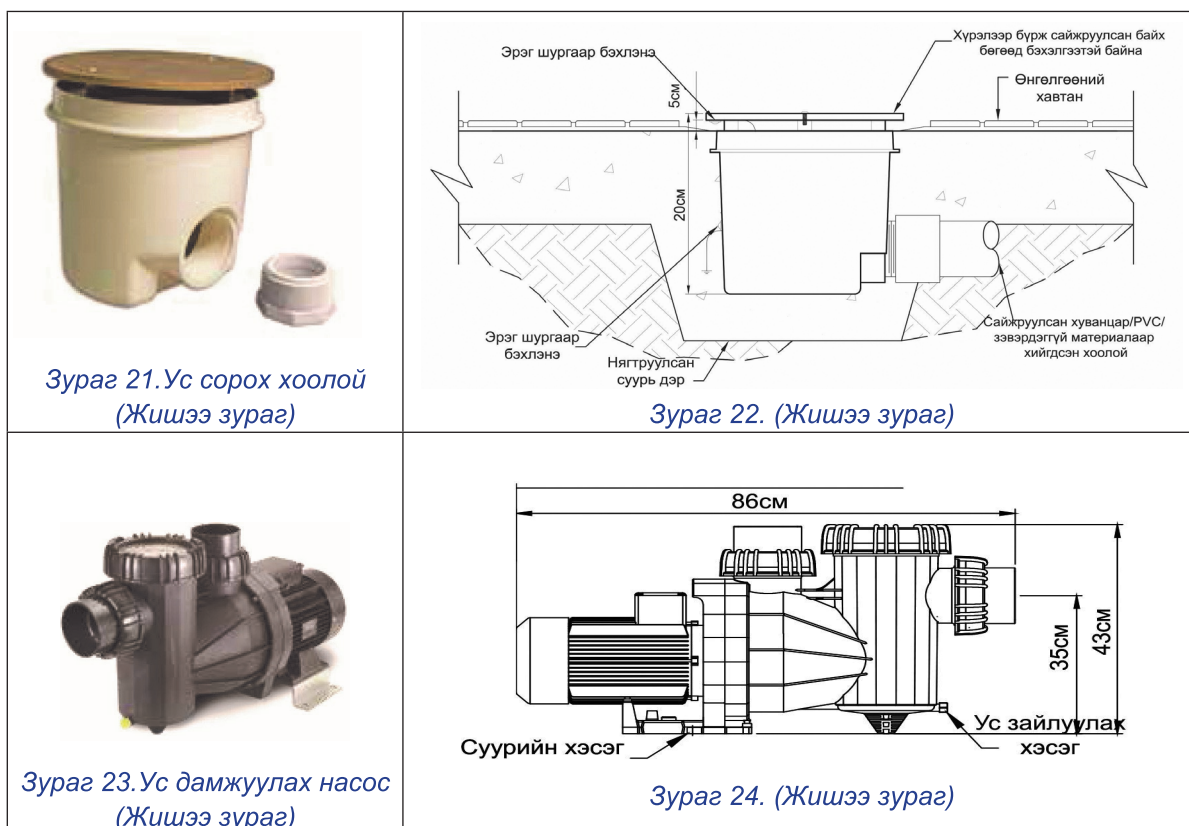 Зураг 21.Ус сорох хоолой
(Жишээ зураг)
Эрэг шургаар бэхлэнэ
Хүрэлээр бүрж сайжруулсан байх
бөгөөд бэхэлгээтэй байна
Өнгөлгөөний
хавтан
5см
20см
Эрэг шургаар
бэхлэнэ
Нягтруулсан
суурь дэр
Сайжруулсан хуванцар/PVC/
зэвэрдэггүй материалаар
хийгдсэн хоолой
Зураг 22. (Жишээ зураг)
Зураг 23.Ус дамжуулах насос
(Жишээ зураг)
86см
35см
43см
Суурийн хэсэг
Ус зайлуулах
хэсэг
Зураг 24. (Жишээ зураг)